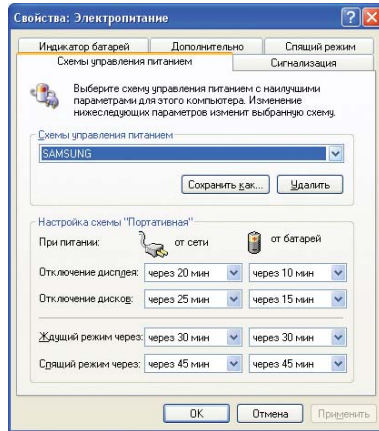 Свойства: Электропитание
Индикатор батарей Дополнительно Спящий режим
Схемы управления питанием Сигнализация
Выберите схему управления питанием с наилучшими
параметрами для этого компьютера. Изменение
нижеследующих параметров изменит выбранную схему.
Схемы управления питанием
SAMSUNG
Сохранить как... Удалить
Настройка схемы "Портативная"
При питании: от сети от батарей
Отключение дисплея: через 20 мин через 10 мин
Отключение дисков: через 25 мин через 15 мин
Ждущий режим через: через 30 мин через 30 мин
Спящий режим через: через 45 мин через 45 мин
ОК Отмена Применить